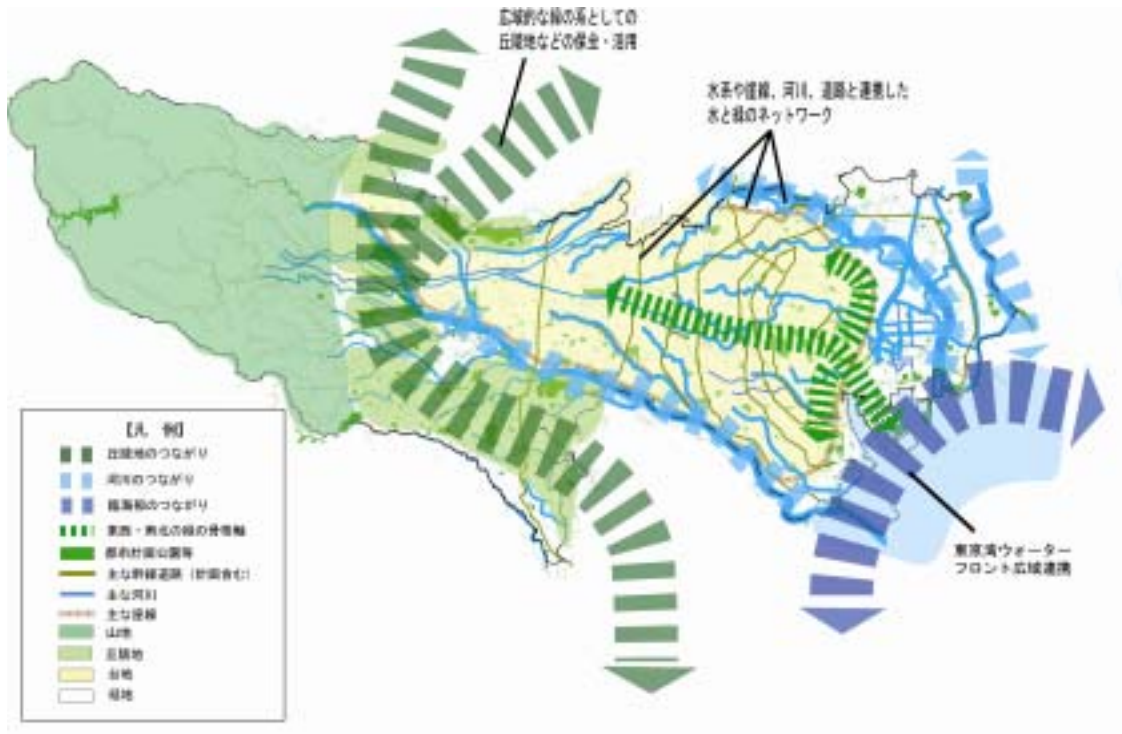 広域的な緑の系としての
丘陵地などの保全・活用
水系や崖線、河川、道路と連携した
水と緑のネットワーク
【凡 例】
丘陵地のつながり
河川のつながり
臨海部のつながり
東西・南北の緑の骨格軸
都市計画公園等
主な幹線道路（計画含む）
主な河川
主な崖線
山地
丘陵地
台地
低地
東京湾ウォーター
フロント広域連携